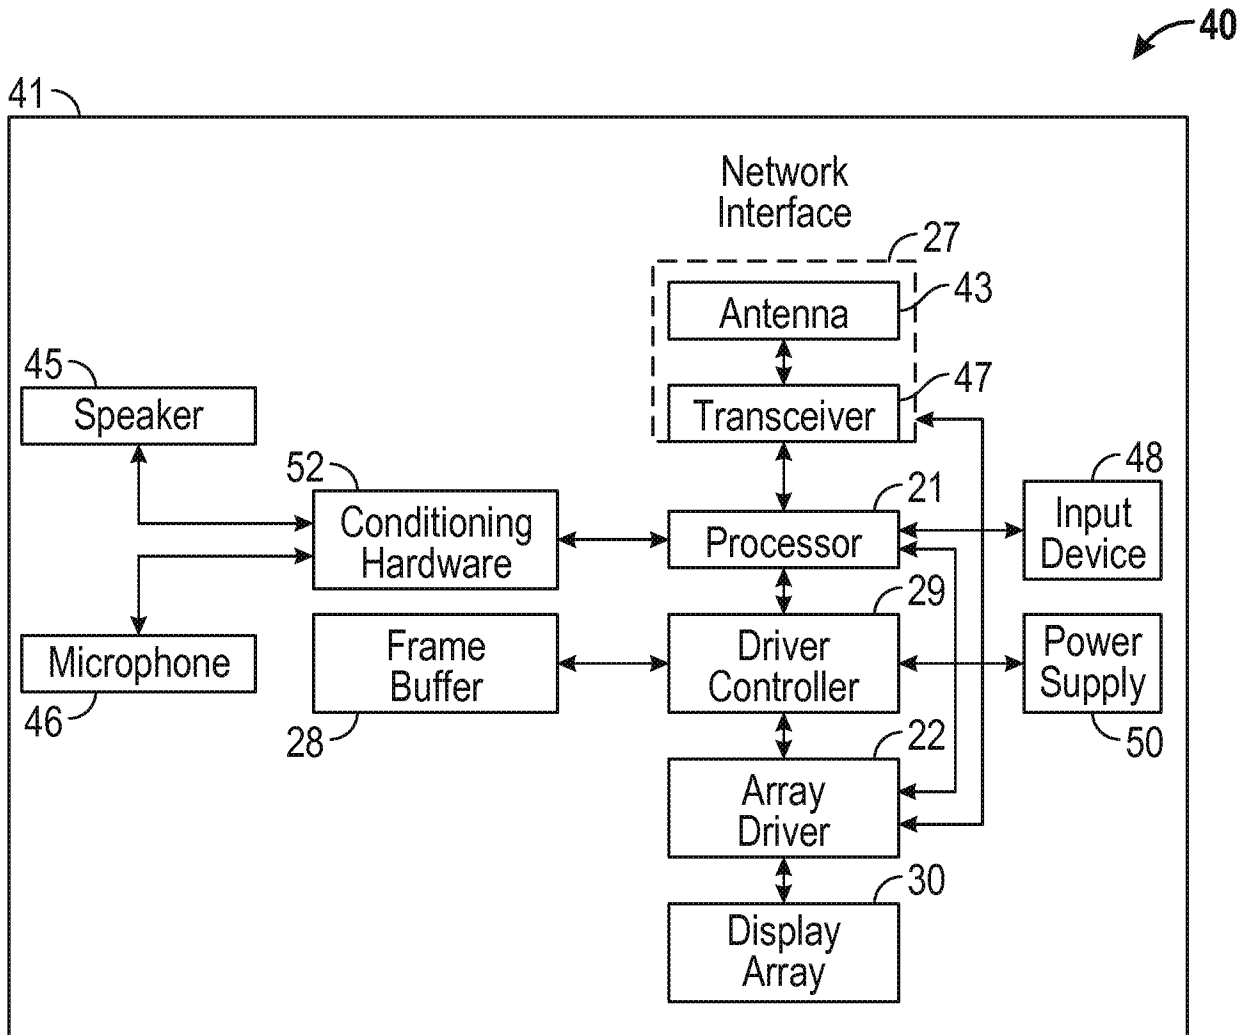 40
41
Network
Interface
27
Antenna
43
45
Speaker
Transceiver
47
52
Conditioning
Hardware
21
Processor
48
Input
Device
Microphone
46
Frame
Buffer
28
29
Driver
Controller
Power
Supply
50
22
Array
Driver
30
Display
Array